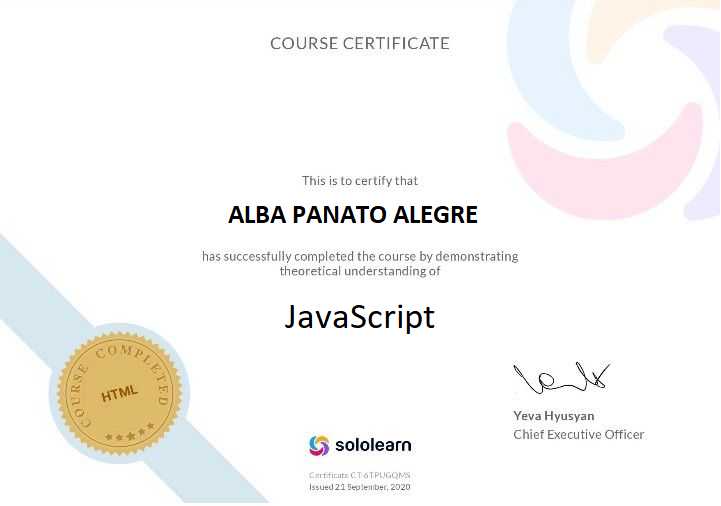 COURSE CERTIFICATE
This is to certify that
ALBA PANATO ALEGRE
has successfully completed the course by demonstrating
theoretical understanding of
JavaScript
COURSE COMPLETED
HTML
Yeva Hyusyan
Chief Executive Officer
sololearn
Certificate CT-6TPUGQMS
Issued 21 September, 2020